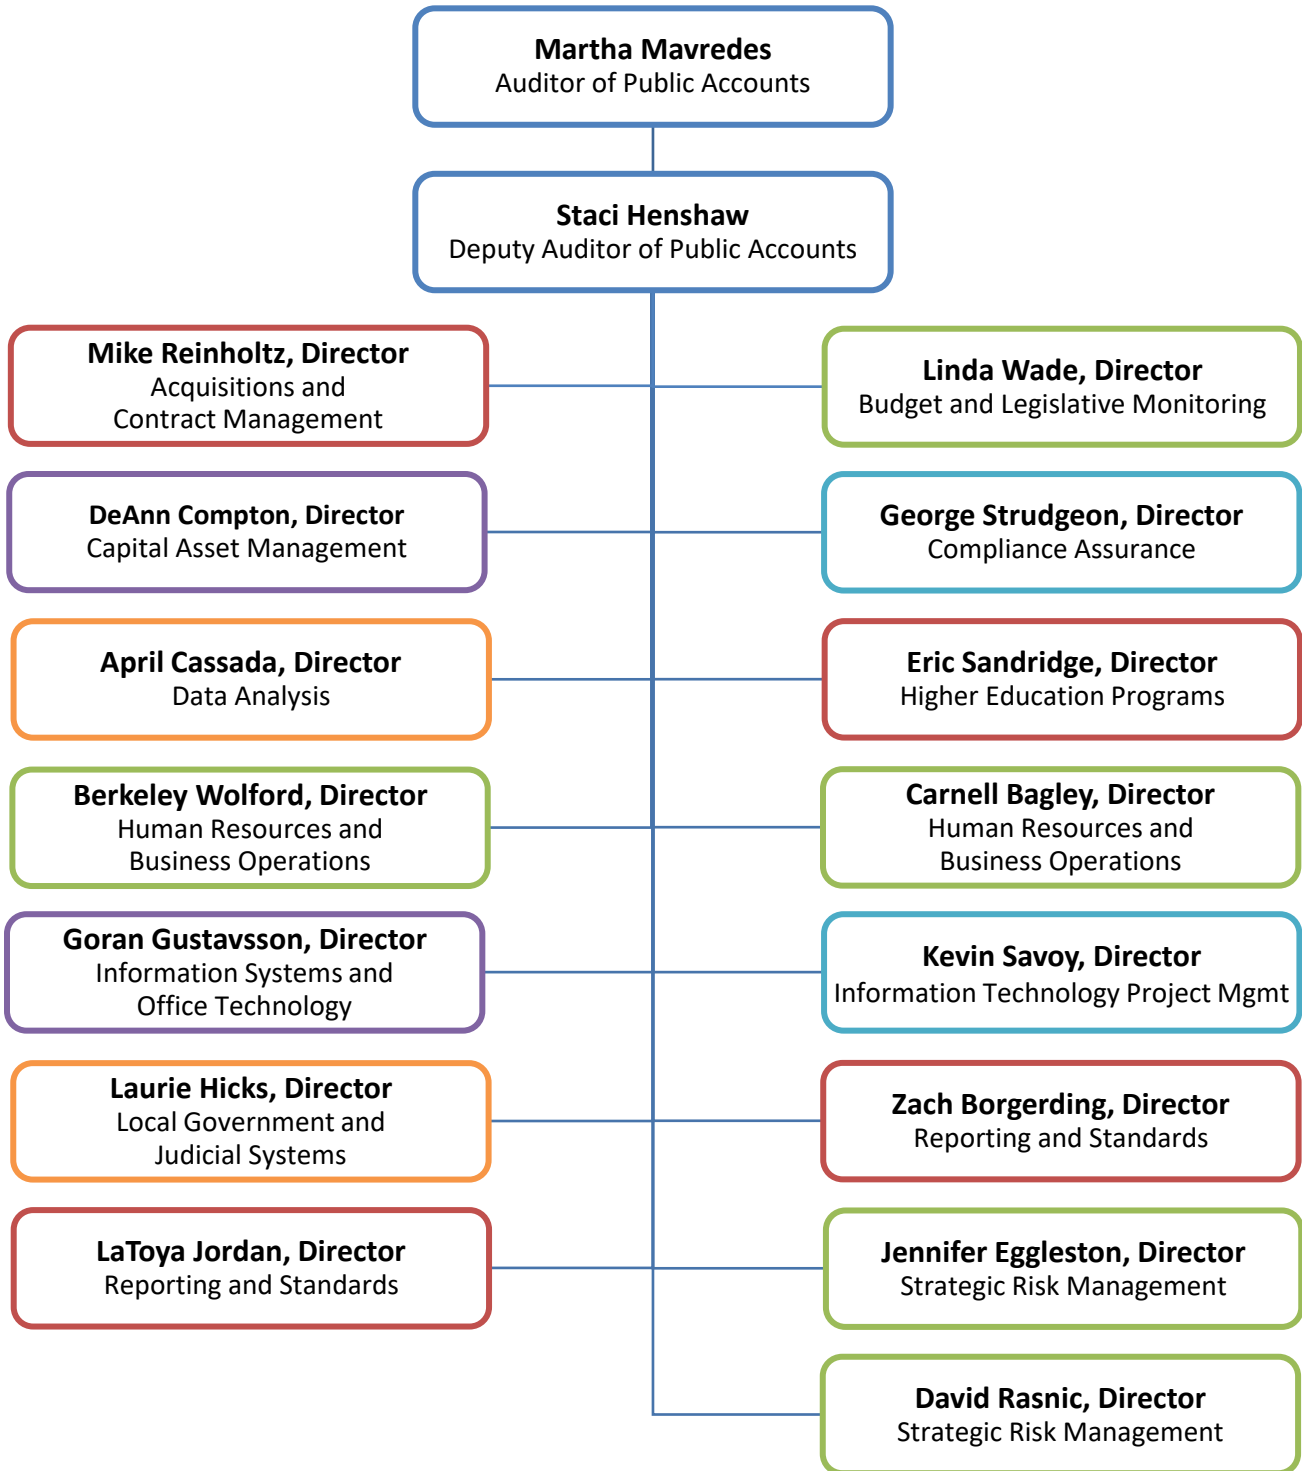 Martha Mavredes
Auditor of Public Accounts
Staci Henshaw
Deputy Auditor of Public Accounts
Mike Reinholtz, Director
Acquisitions and
Contract Management
Linda Wade, Director
Budget and Legislative Monitoring
DeAnn Compton, Director
Capital Asset Management
George Strudgeon, Director
Compliance Assurance
April Cassada, Director
Data Analysis
Eric Sandridge, Director
Higher Education Programs
Berkeley Wolford, Director
Human Resources and
Business Operations
Carnell Bagley, Director
Human Resources and
Business Operations
Goran Gustavsson, Director
Information Systems and
Office Technology
Kevin Savoy, Director
Information Technology Project Mgmt
Laurie Hicks, Director
Local Government and
Judicial Systems
Zach Borgerding, Director
Reporting and Standards
LaToya Jordan, Director
Reporting and Standards
Jennifer Eggleston, Director
Strategic Risk Management
David Rasnic, Director
Strategic Risk Management